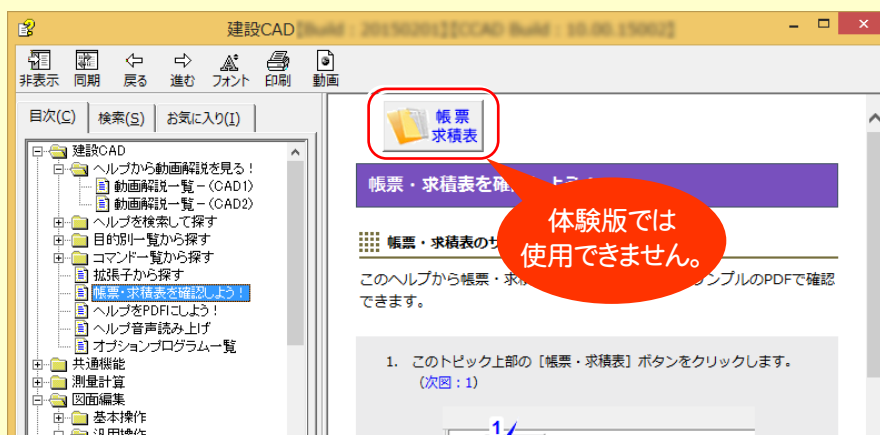 建設CAD
非表示 同期 戻る 進む フォント 印刷 動画
目次(C) 検索(S) お気に入り(I)
建設CAD
ヘルプから動画解説を見る！
動画解説一覧－(CAD1)
動画解説一覧－(CAD2)
ヘルプを検索して探す
目的別一覧から探す
コマンド一覧から探す
拡張子から探す
帳票・求積表を確認しよう！
ヘルプをPDFにしよう！
ヘルプ音声読み上げ
オプションプログラム一覧
共通機能
測量計算
図面編集
基本操作
汎用操作
帳票
求積表
帳票・求積表を確
体験版では
使用できません。
帳票・求積表のサ
このヘルプから帳票・求積
ンプルのPDFで確認
できます。
1. このトピック上部の［帳票・求積表］ボタンをクリックします。
（次図：1）
1